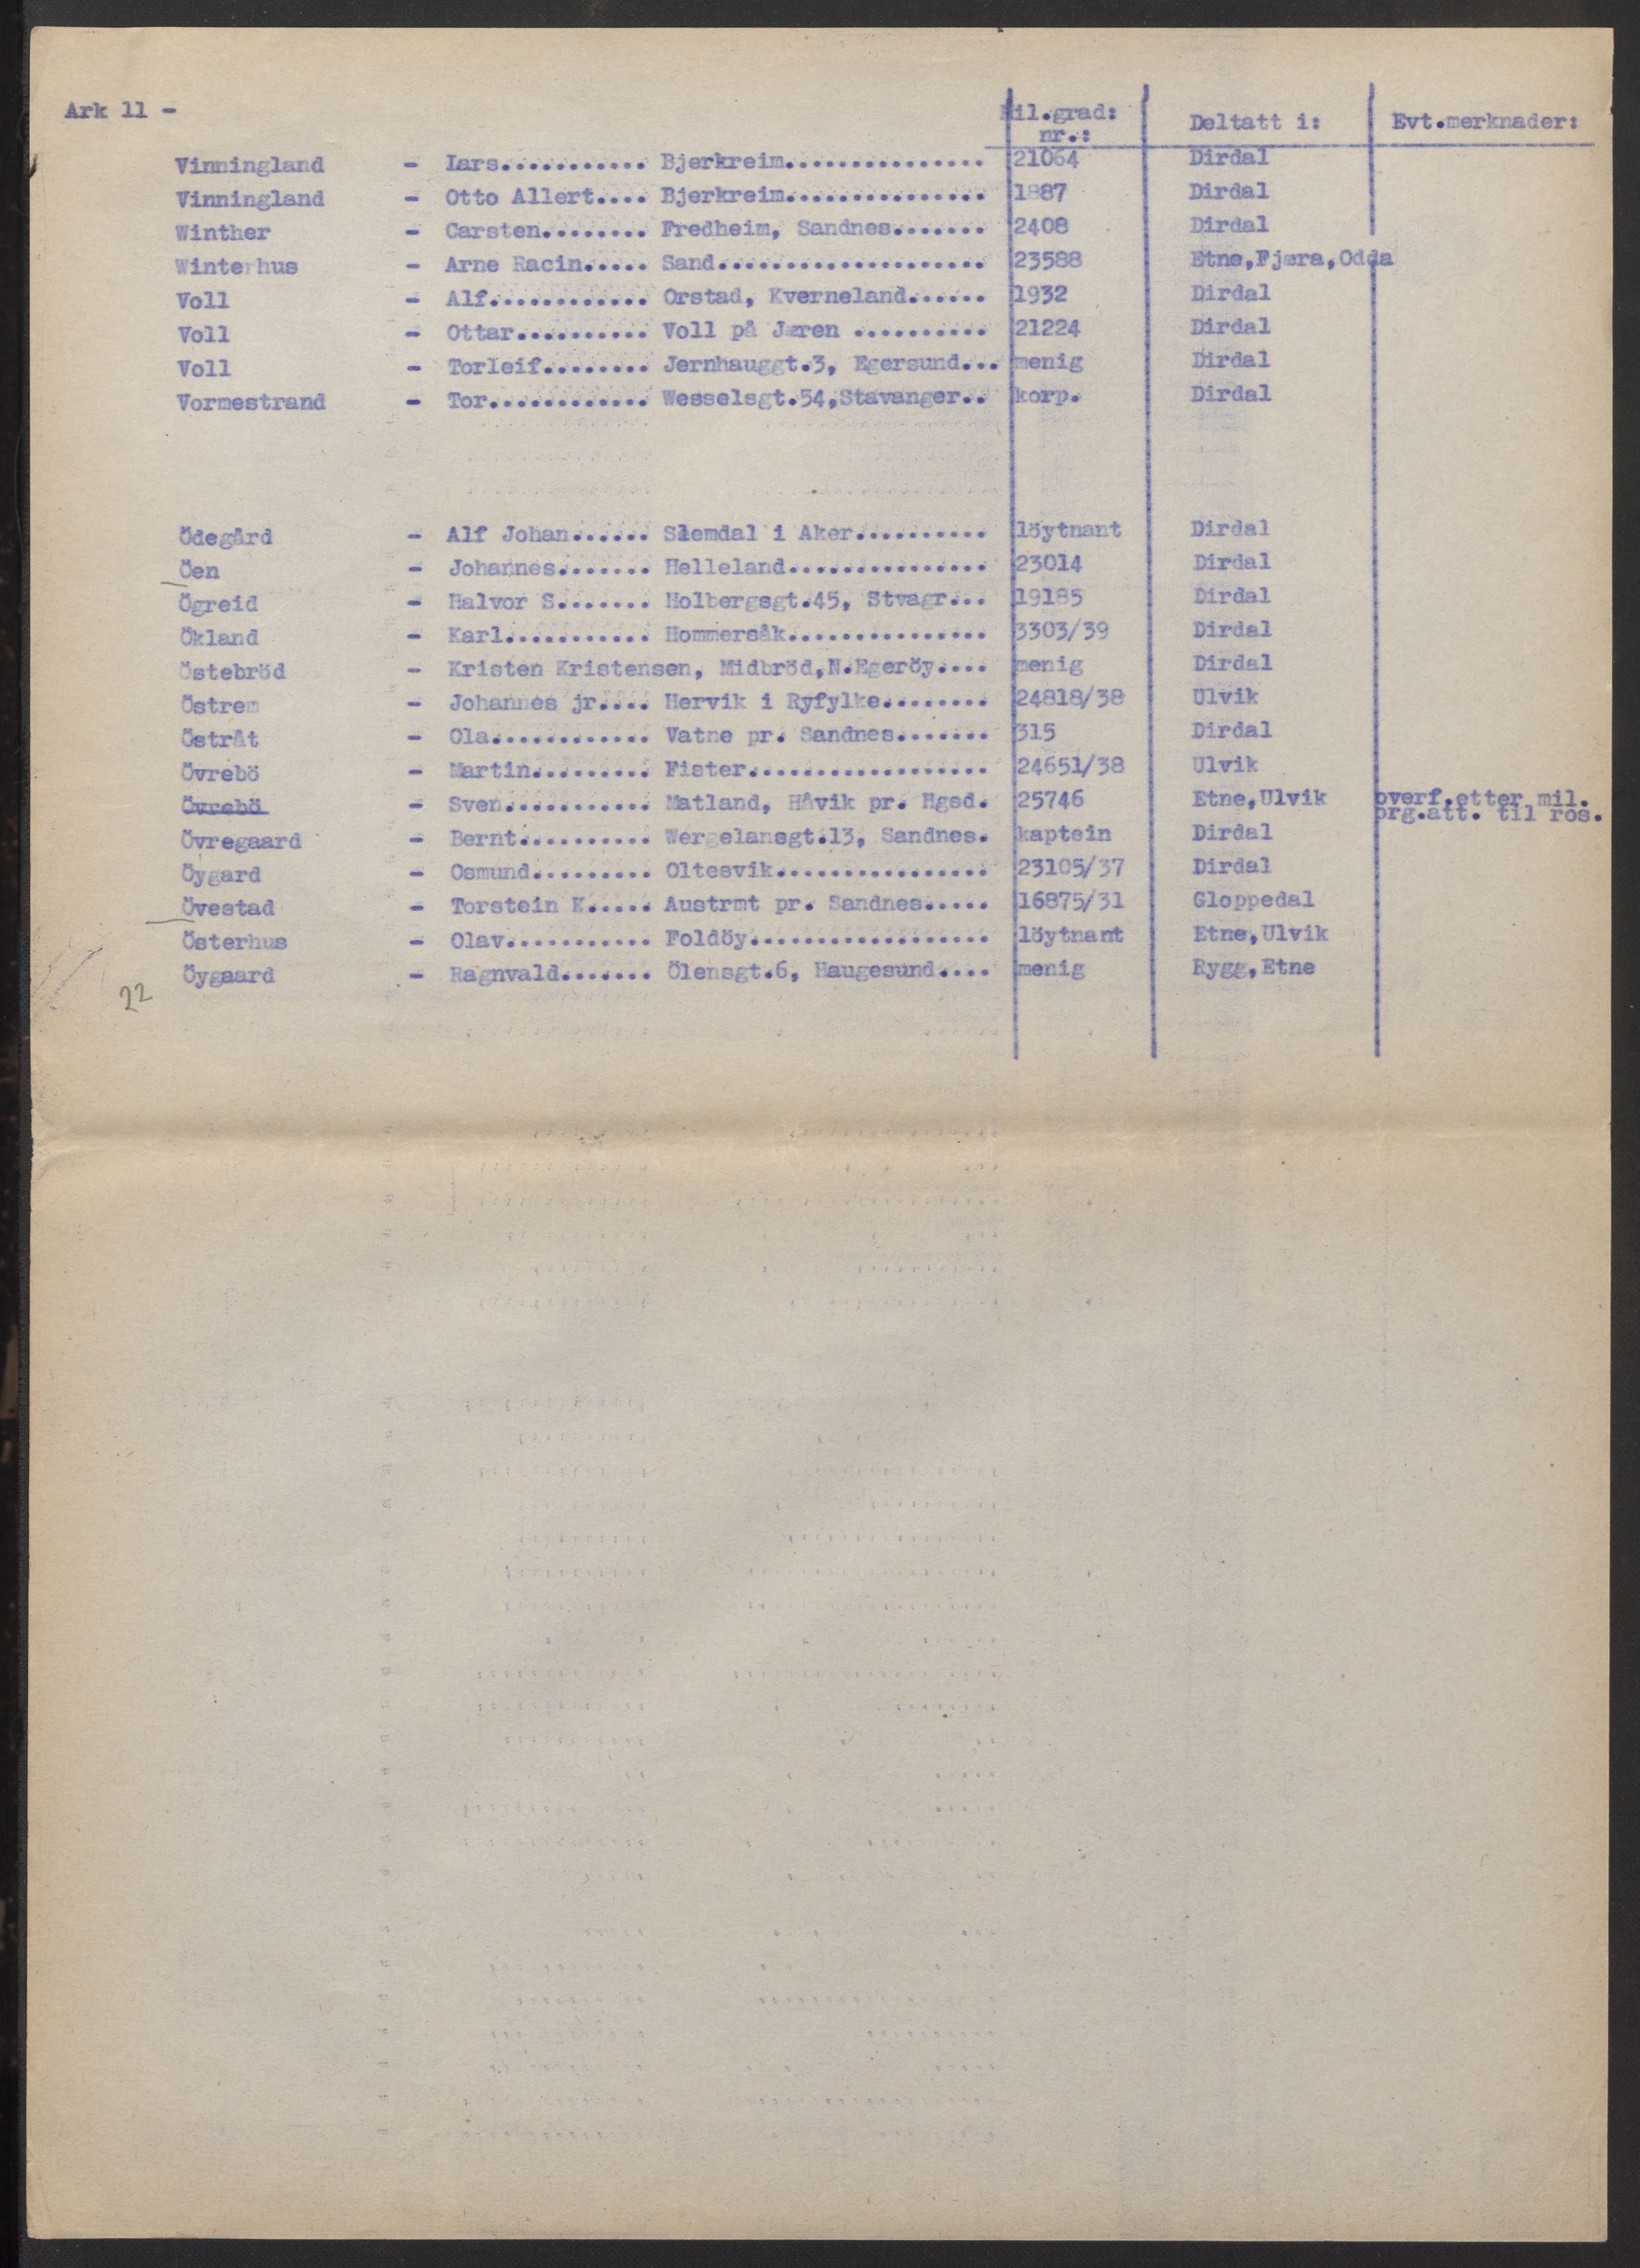 Ark 11 -
Mil.grad: nr.: Deltatt i: Evt.merknader:
Vinningland - Lars........... Bjerkreim............... 21064 Dirdal
Vinningland - Otto Allert.... Bjerkreim............... 1887 Dirdal
Winther - Carsten........ Fredheim, Sandnes....... 2408 Dirdal
Winterhus - Arne Racin..... Sand.................... 23588 Etne,Fjæra,Odda
Voll - Alf............ Orstad, Kverneland...... 1932 Dirdal
Voll - Ottar.......... Voll på Jæren .......... 21224 Dirdal
Voll - Torleif........ Jernhauggt.3, Egersund... menig Dirdal
Vormestrand - Tor............ Wesselsgt.54,Stavanger.. korp. Dirdal
Ödegård - Alf Johan...... Slemdal i Aker.......... löytnant Dirdal
Öen - Johannes....... Helleland............... 23014 Dirdal
Ögreid - Halvor S....... Holbergsgt.45, Stvagr... 19185 Dirdal
Ökland - Karl........... Hommersåk............... 3303/39 Dirdal
Östebröd - Kristen Kristensen, Midbröd,N.Egeröy.... menig Dirdal
Östrem - Johannes jr.... Hervik i Ryfylke........ 24818/38 Ulvik
Östråt - Ola............ Vatne pr. Sandnes....... 315 Dirdal
Övrebö - Martin......... Fister.................. 24651/38 Ulvik
Övrebö - Sven........... Matland, Håvik pr. Hgsd. 25746 Etne,Ulvik overf.etter mil.
org.att. til ros.
Övregaard - Bernt.......... Wergelansgt.13, Sandnes. kaptein Dirdal
Öygard - Osmund......... Oltesvik................ 23105/37 Dirdal
Övestad - Torstein K..... Austrmt pr. Sandnes..... 16875/31 Gloppedal
Österhus - Olav........... Foldöy.................. löytnant Etne,Ulvik
Öygaard - Ragnvald....... Ölensgt.6, Haugesund.... menig Rygg,Etne
22